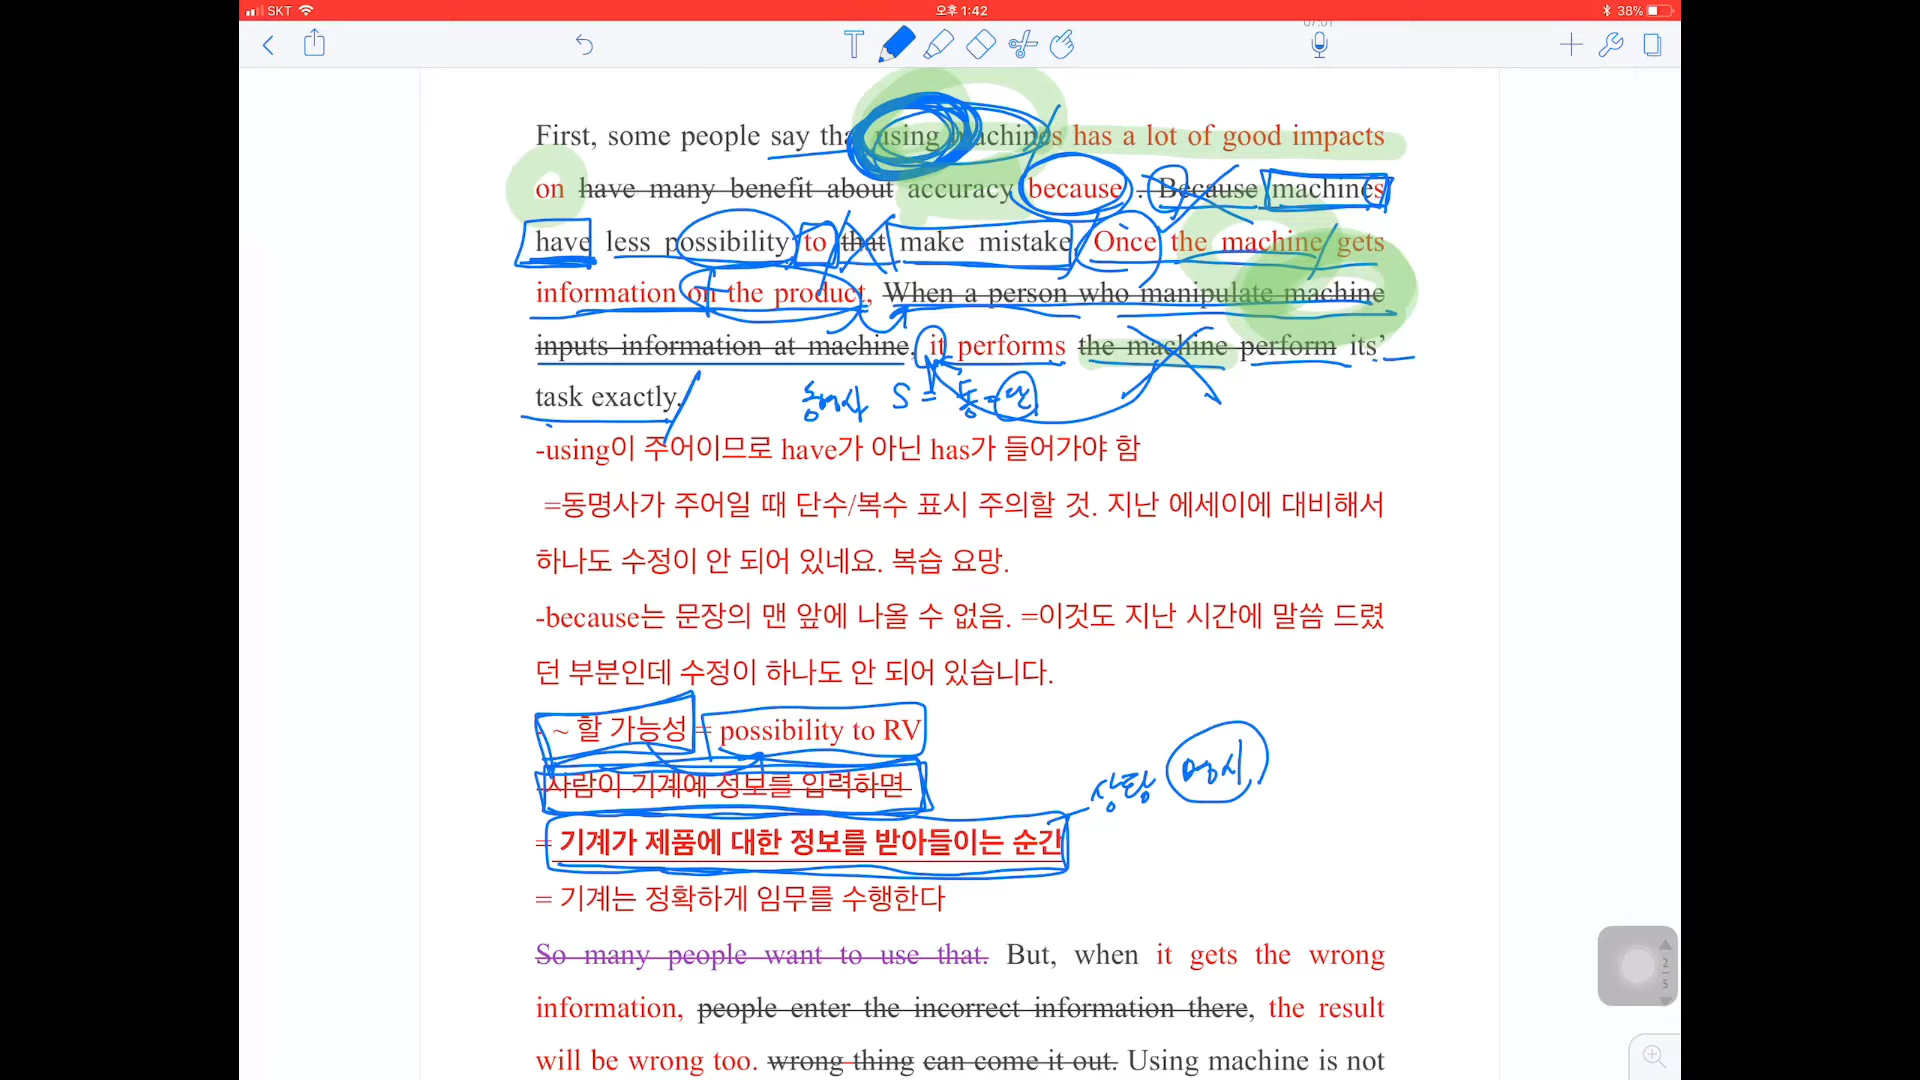 SKT 오후 1:42 38%
07:01
T
First, some people say tha using machines has a lot of good impacts
on have many benefit about accuracy because . Because machines
have less possibility to that make mistake. Once the machine gets
information on the product, When a person who manipulate machine
inputs information at machine, it performs the machine perform its'
task exactly.
동명사 S = 동 = 단
-using이 주어이므로 have가 아닌 has가 들어가야 함
=동명사가 주어일 때 단수/복수 표시 주의할 것. 지난 에세이에 대비해서
하나도 수정이 안 되어 있네요. 복습 요망.
-because는 문장의 맨 앞에 나올 수 없음. =이것도 지난 시간에 말씀 드렸
던 부분인데 수정이 하나도 안 되어 있습니다.
- ~ 할 가능성 = possibility to RV
-사람이 기계에 정보를 입력하면
= 기계가 제품에 대한 정보를 받아들이는 순간
= 기계는 정확하게 임무를 수행한다
So many people want to use that. But, when it gets the wrong
information, people enter the incorrect information there, the result
will be wrong too. wrong thing can come it out. Using machine is not
2
5